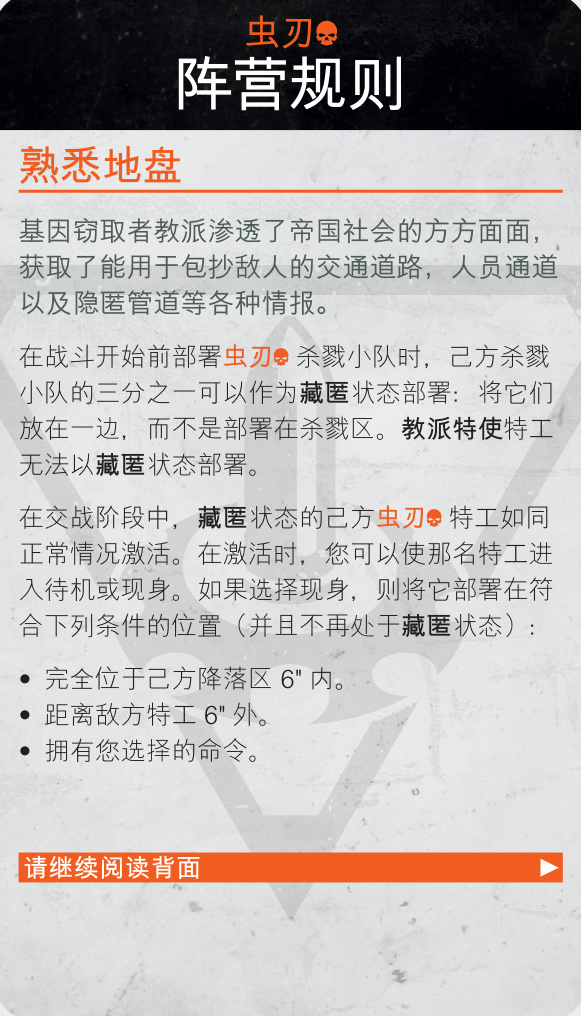 虫刃
阵营规则
熟悉地盘
基因窃取者教派渗透了帝国社会的方方面面，
获取了能用于包抄敌人的交通道路，人员通道
以及隐匿管道等各种情报。
在战斗开始前部署虫刃 杀戮小队时，己方杀戮
小队的三分之一可以作为藏匿状态部署：将它们
放在一边，而不是部署在杀戮区。教派特使特工
无法以藏匿状态部署。
在交战阶段中，藏匿状态的己方虫刃 特工如同
正常情况激活。在激活时，您可以使那名特工进
入待机或现身。如果选择现身，则将它部署在符
合下列条件的位置（并且不再处于藏匿状态）：
• 完全位于己方降落区 6" 内。
• 距离敌方特工 6" 外。
• 拥有您选择的命令。
请继续阅读背面